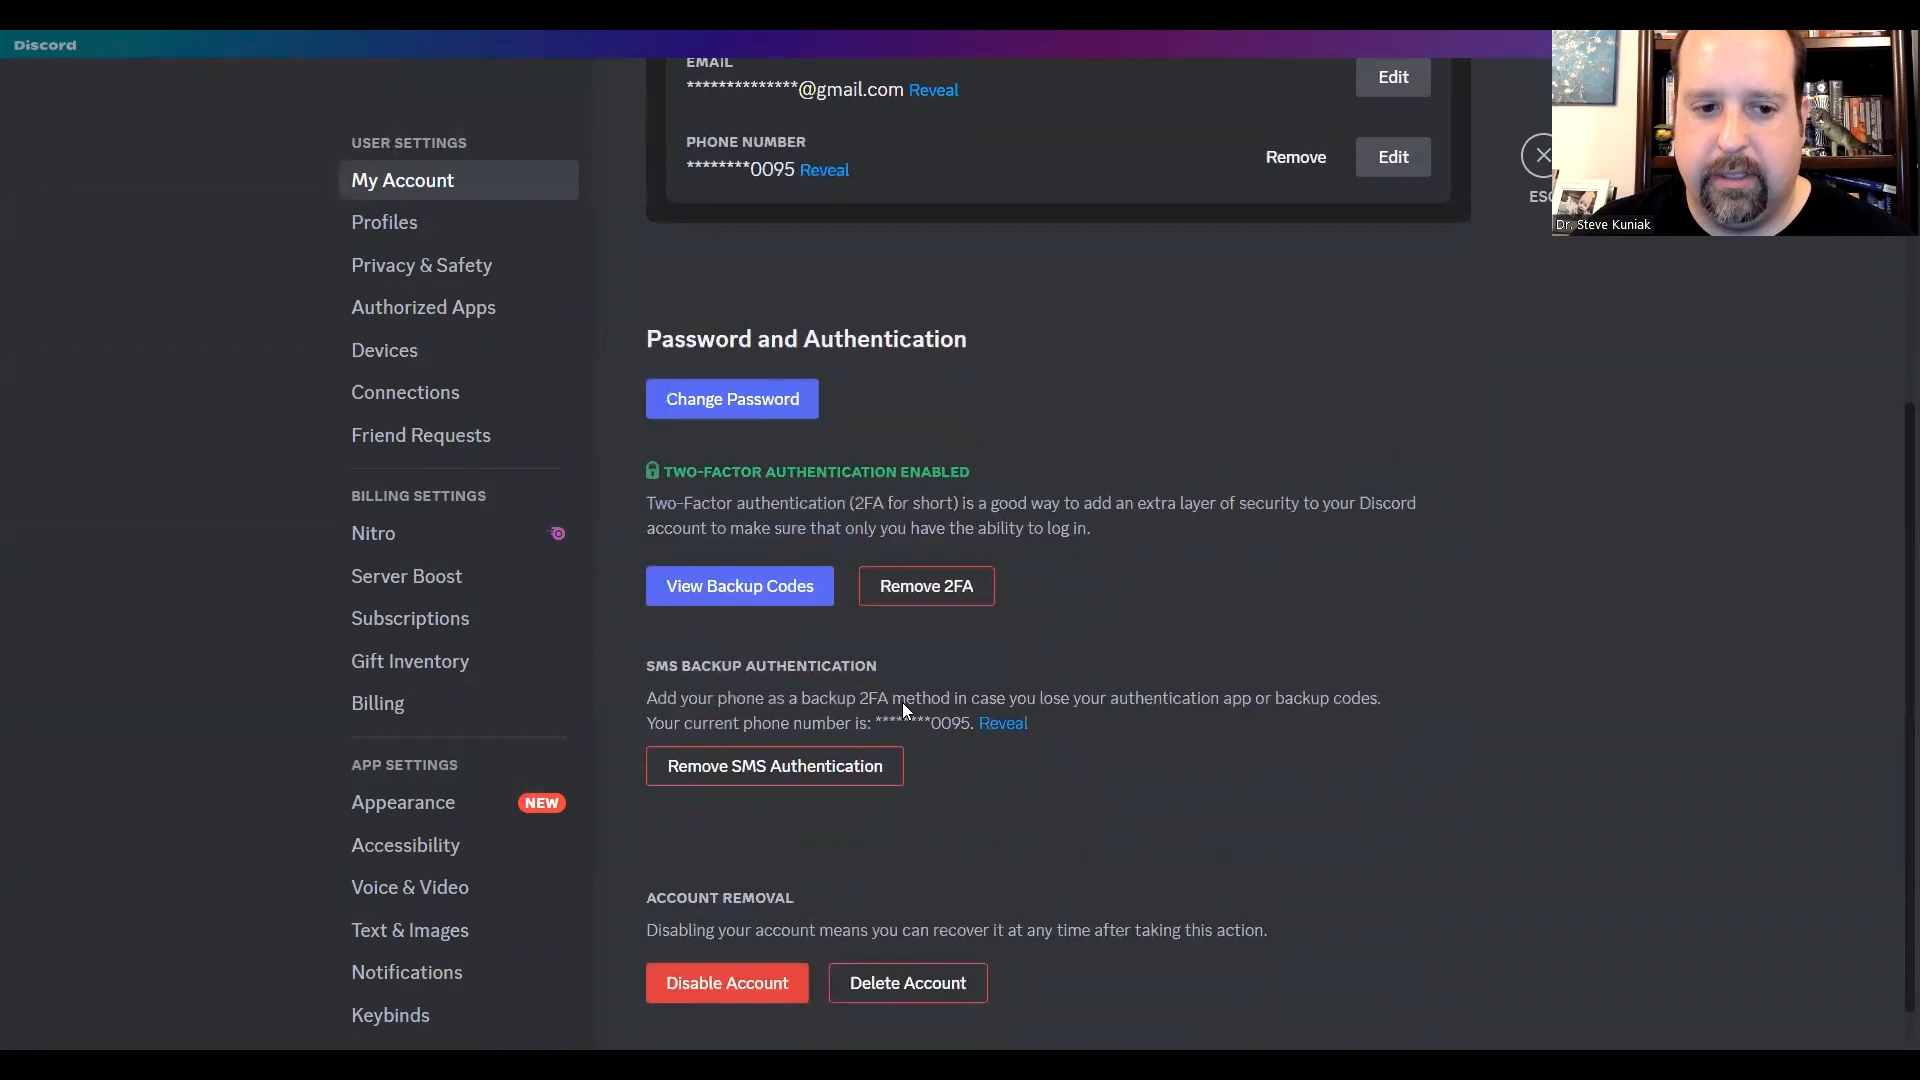 Discord
USER SETTINGS
My Account
Profiles
Privacy & Safety
Authorized Apps
Devices
Connections
Friend Requests
BILLING SETTINGS
Nitro
Server Boost
Subscriptions
Gift Inventory
Billing
APP SETTINGS
Appearance NEW
Accessibility
Voice & Video
Text & Images
Notifications
Keybinds
EMAIL
**************@gmail.com Reveal
Edit
PHONE NUMBER
********0095 Reveal
Remove Edit
Password and Authentication
Change Password
TWO-FACTOR AUTHENTICATION ENABLED
Two-Factor authentication (2FA for short) is a good way to add an extra layer of security to your Discord
account to make sure that only you have the ability to log in.
View Backup Codes Remove 2FA
SMS BACKUP AUTHENTICATION
Add your phone as a backup 2FA method in case you lose your authentication app or backup codes.
Your current phone number is: ********0095. Reveal
Remove SMS Authentication
ACCOUNT REMOVAL
Disabling your account means you can recover it at any time after taking this action.
Disable Account Delete Account
ESC
Dr. Steve Kuniak